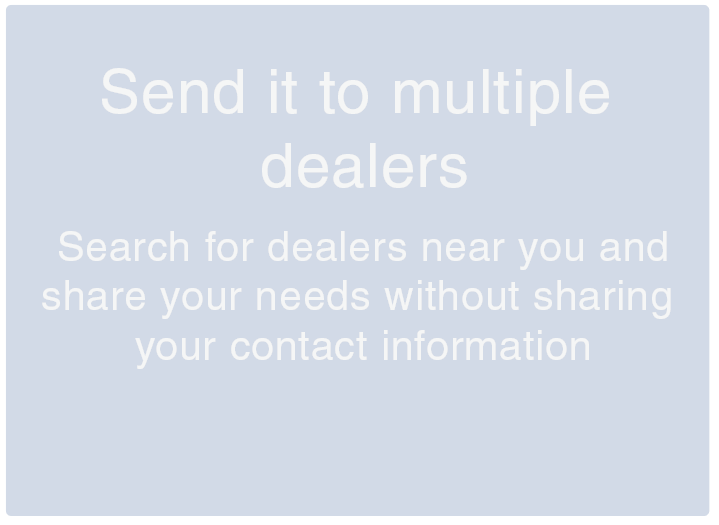 Send it to multiple
dealers
Search for dealers near you and
share your needs without sharing
your contact information